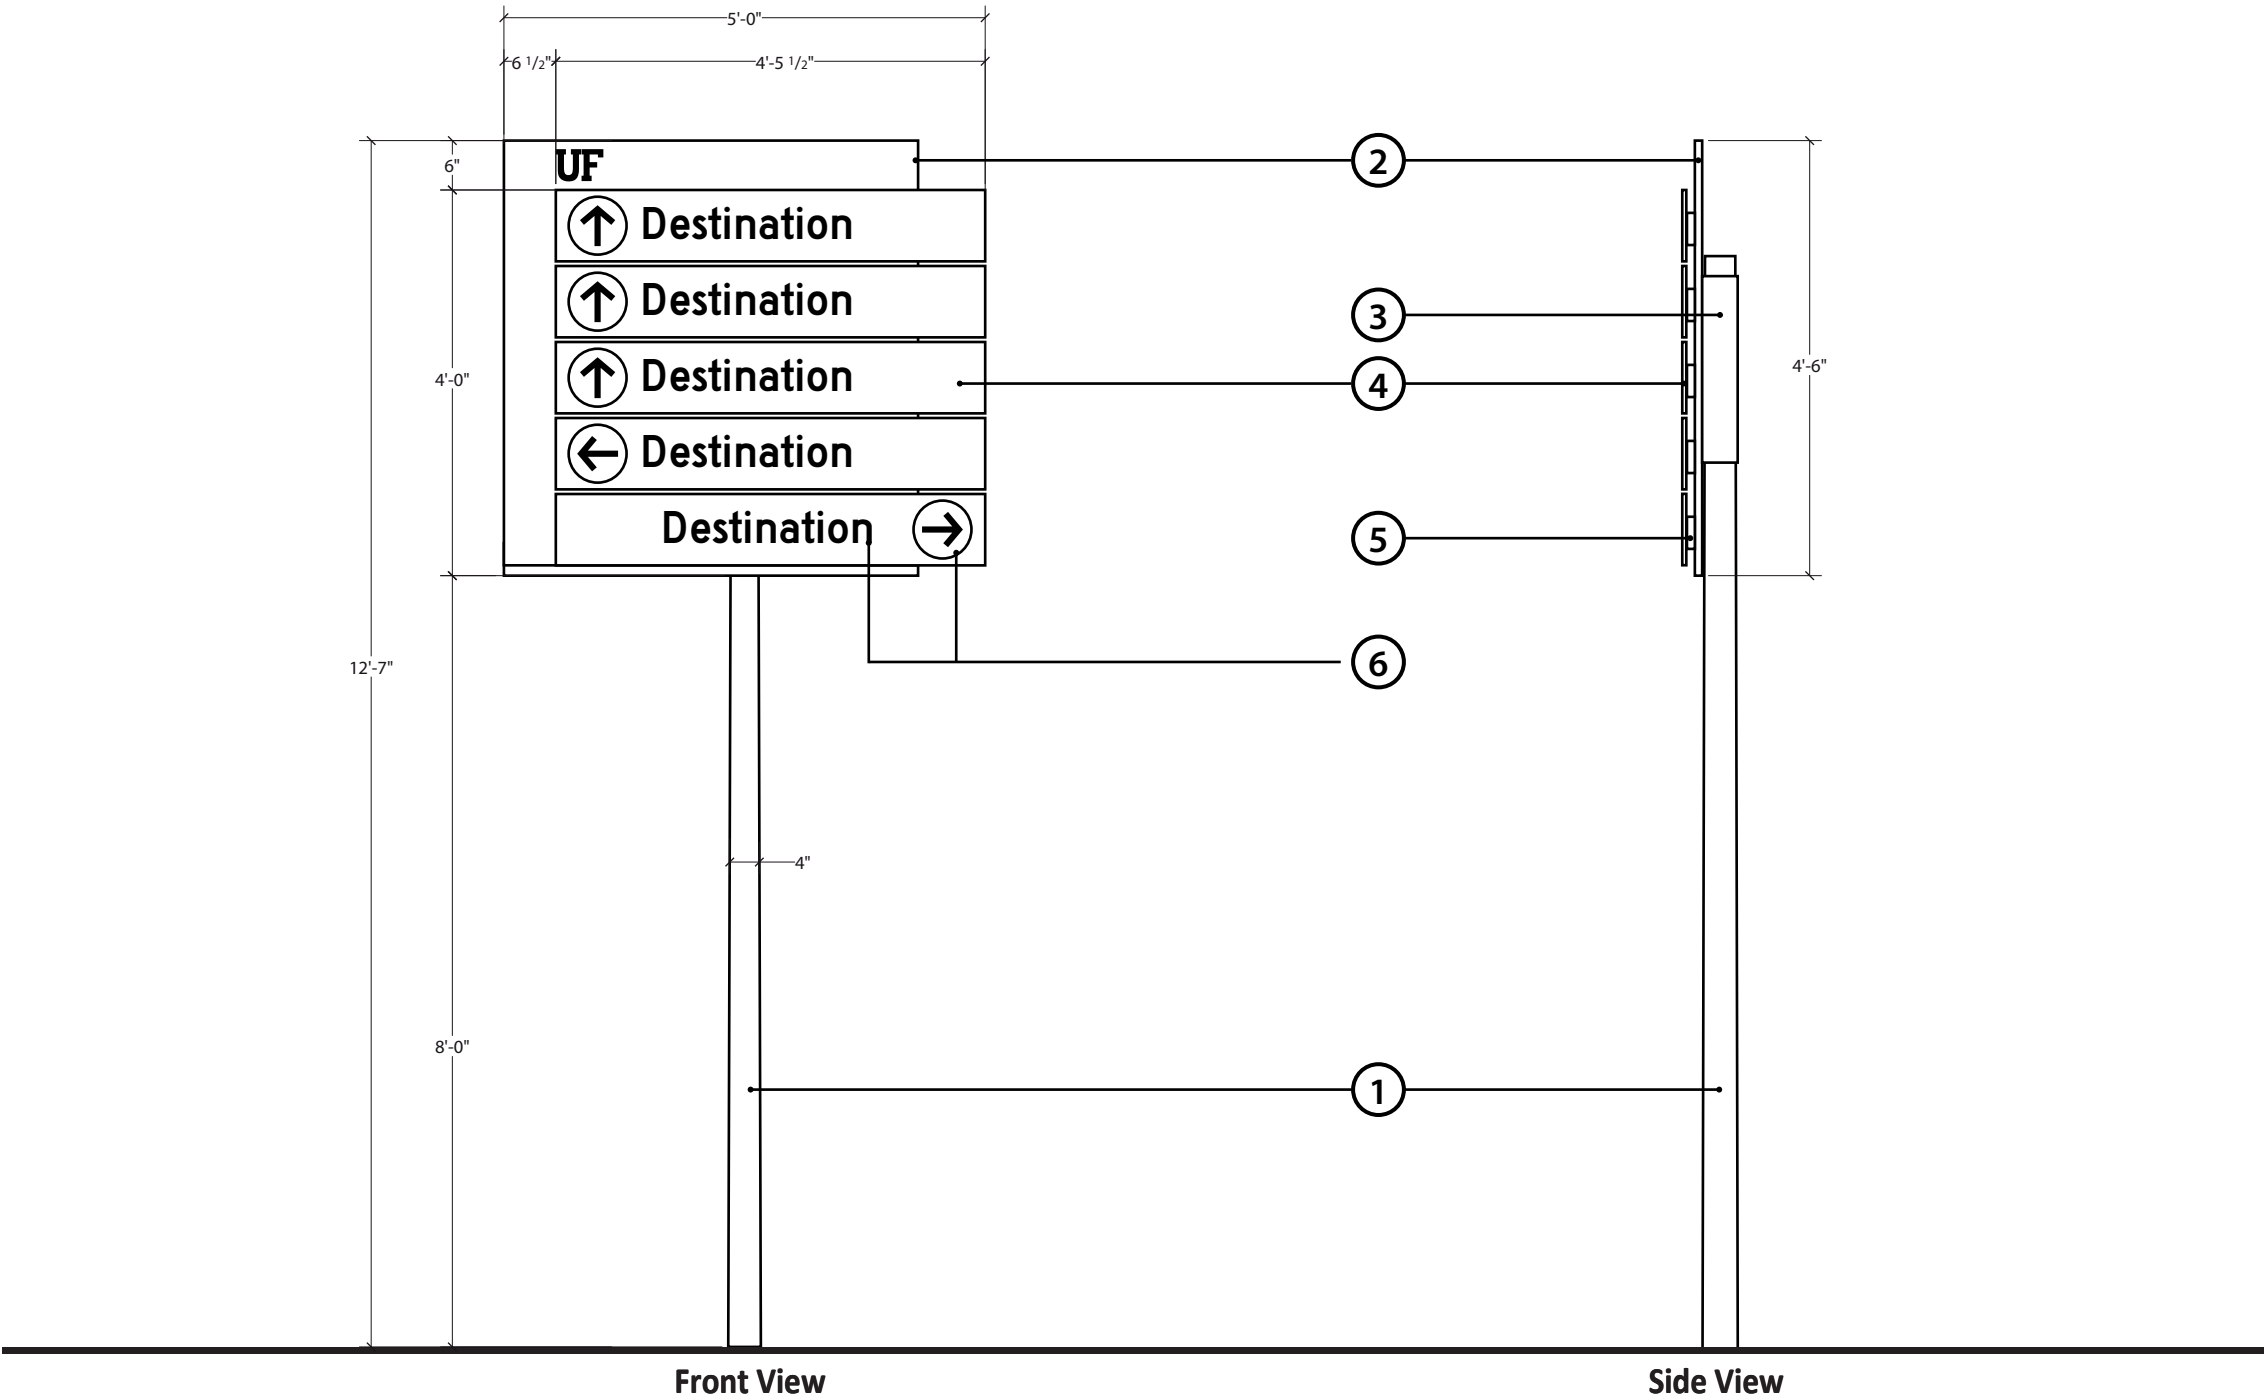 5'-0"
6 1/2"
4'-5 1/2"
UF
6"
2
Destination
Destination
3
4'-6"
Destination
4
4'-0"
Destination
Destination
5
6
12'-7"
4"
8'-0"
1
Front View
Side View